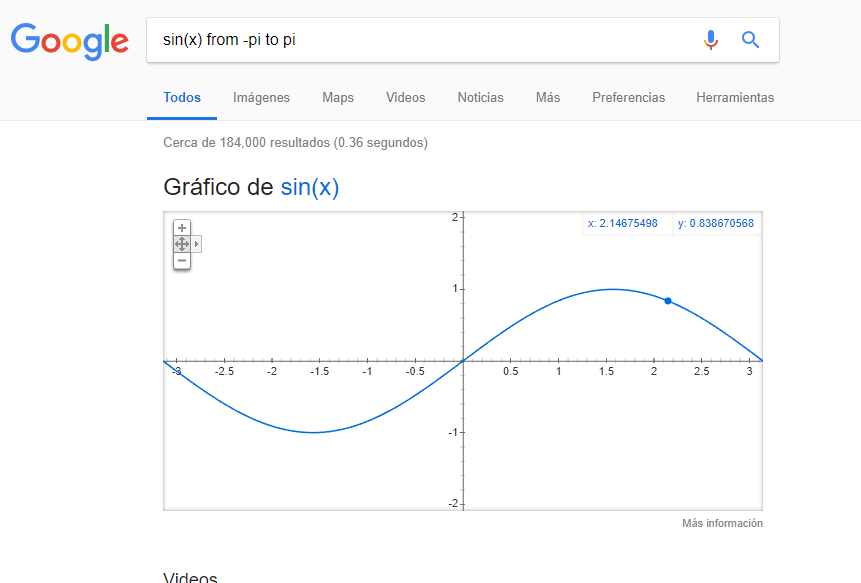 Google
sin(x) from -pi to pi
Todos Imágenes Maps Videos Noticias Más Preferencias Herramientas
Cerca de 184,000 resultados (0.36 segundos)
Gráfico de sin(x)
2 x: 2.14675498 y: 0.838670568
1
-3 -2.5 -2 -1.5 -1 -0.5 0.5 1 1.5 2 2.5 3
-1
-2
Más información
Videos